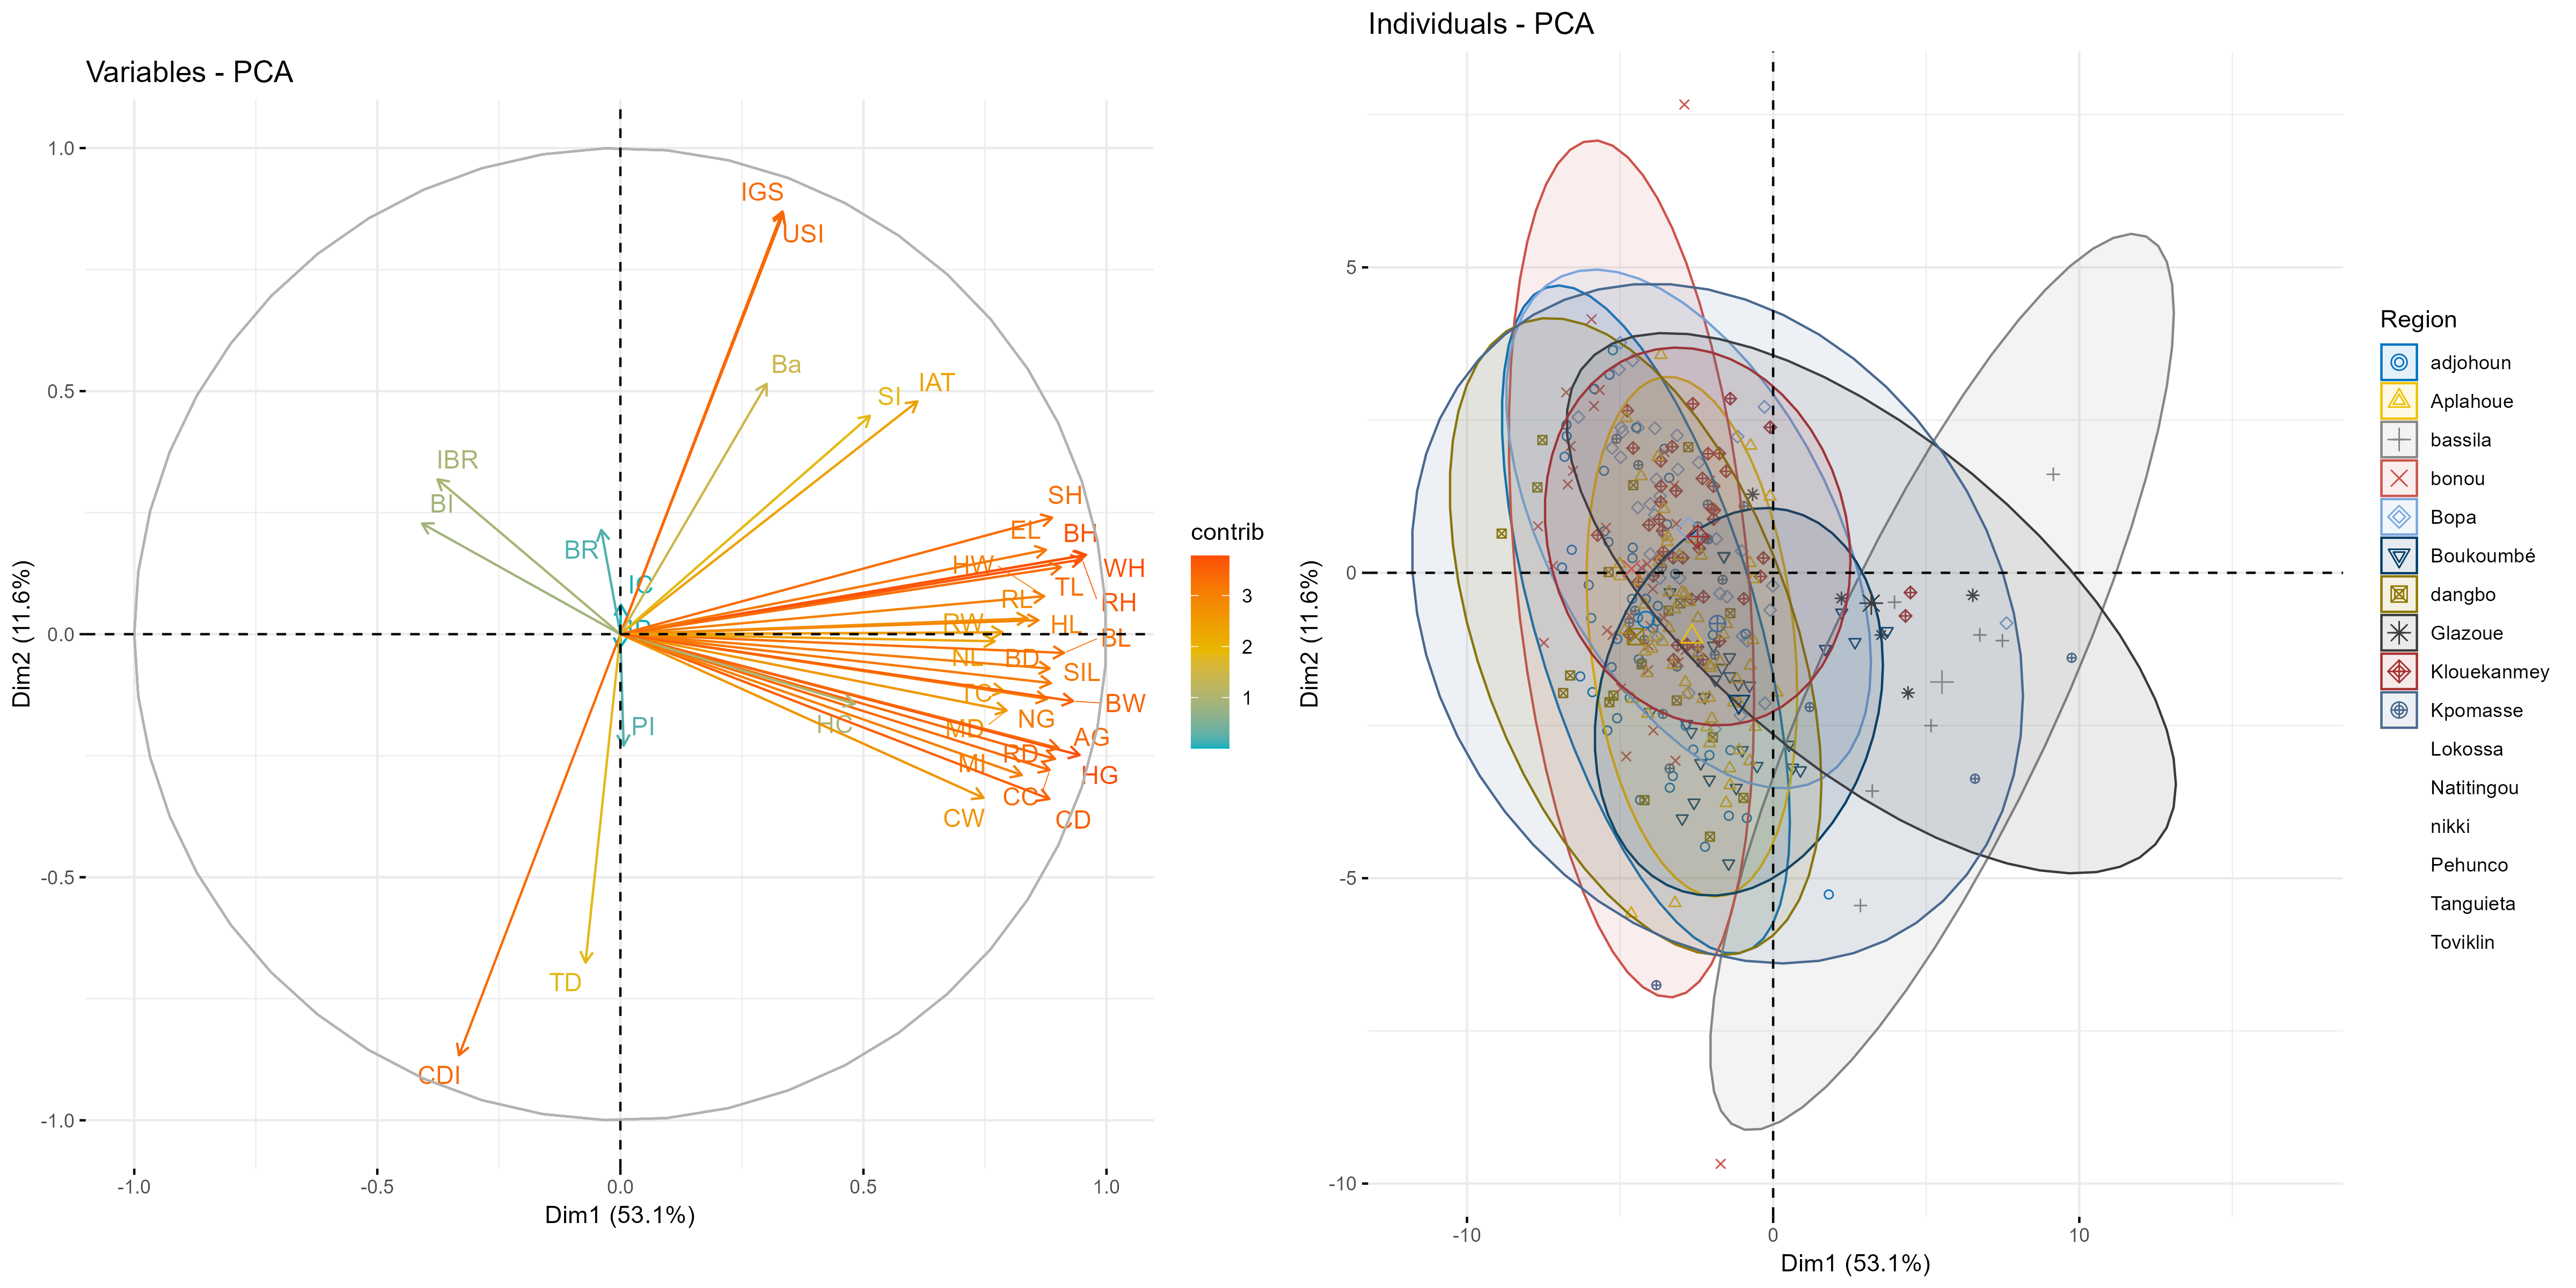 Variables - PCA
1.0
0.5
0.0
-0.5
-1.0
Dim2 (11.6%)
IGS
USI
Ba
SI
IAT
IBR
BI
BR
IC
SH
EL
BH
HW
WH
TL
RL
RH
RW
HL
BL
NL
BD
SIL
TC
BW
NG
HC
MD
AG
RD
MI
HG
CC
CW
CD
PI
TD
CDI
-1.0
-0.5
0.0
0.5
1.0
Dim1 (53.1%)
contrib
3
2
1
Individuals - PCA
5
0
-5
-10
Dim2 (11.6%)
-10
0
10
Dim1 (53.1%)
Region
adjohoun
Aplahoue
bassila
bonou
Bopa
Boukoumbé
dangbo
Glazoue
Klouekanmey
Kpomasse
Lokossa
Natitingou
nikki
Pehunco
Tanguieta
Toviklin